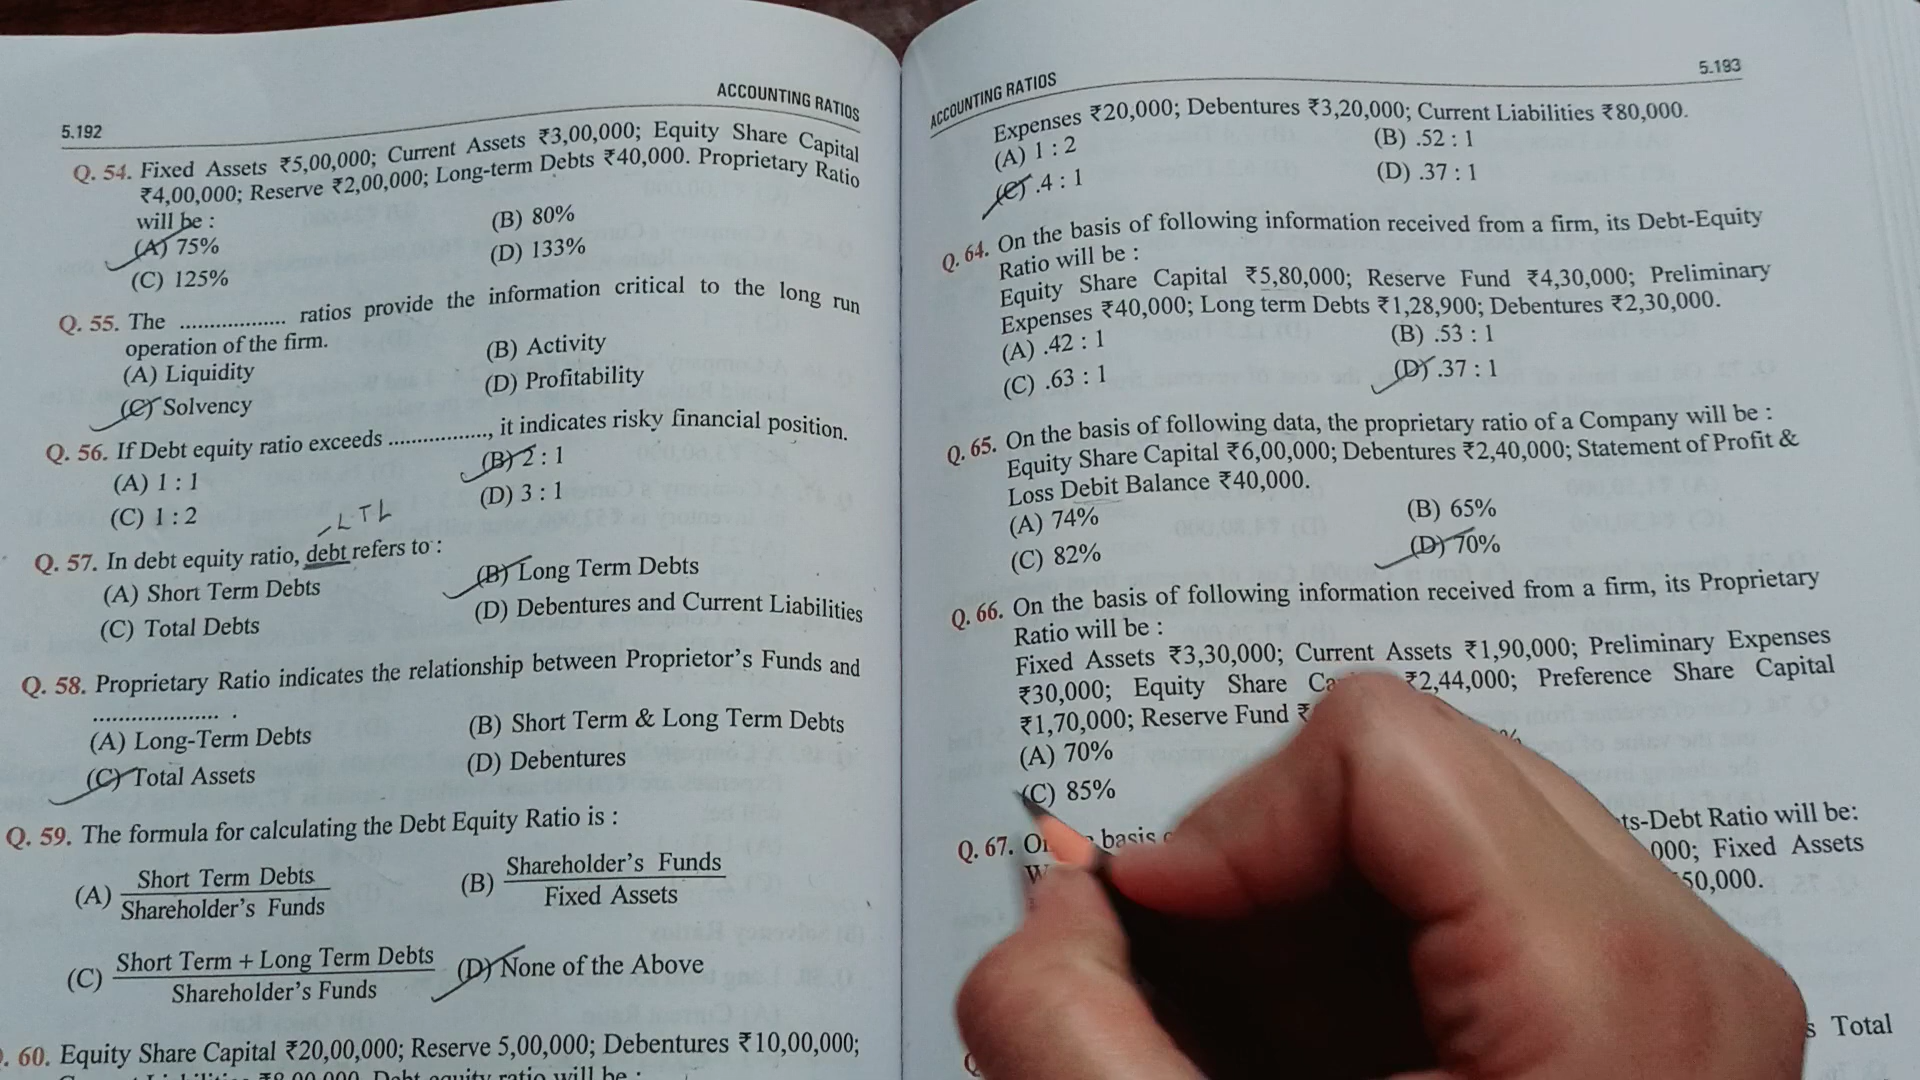 5.192
ACCOUNTING RATIOS
Q. 54. Fixed Assets ₹5,00,000; Current Assets ₹3,00,000; Equity Share Capital
₹4,00,000; Reserve ₹2,00,000; Long-term Debts ₹40,000. Proprietary Ratio
will be :
(A) 75%
(B) 80%
(C) 125%
(D) 133%
Q. 55. The .................. ratios provide the information critical to the long run
operation of the firm.
(A) Liquidity
(B) Activity
(C) Solvency
(D) Profitability
Q. 56. If Debt equity ratio exceeds ................, it indicates risky financial position.
(A) 1 : 1
(B) 2 : 1
(C) 1 : 2
(D) 3 : 1
LTL
Q. 57. In debt equity ratio, debt refers to :
(A) Short Term Debts
(B) Long Term Debts
(C) Total Debts
(D) Debentures and Current Liabilities
Q. 58. Proprietary Ratio indicates the relationship between Proprietor's Funds and
.................... .
(A) Long-Term Debts
(B) Short Term & Long Term Debts
(C) Total Assets
(D) Debentures
Q. 59. The formula for calculating the Debt Equity Ratio is :
(A) Short Term Debts
Shareholder's Funds
(B) Shareholder's Funds
Fixed Assets
(C) Short Term + Long Term Debts
Shareholder's Funds
(D) None of the Above
. 60. Equity Share Capital ₹20,00,000; Reserve 5,00,000; Debentures ₹10,00,000;
Debt equity ratio will be :
ACCOUNTING RATIOS
5.193
Expenses ₹20,000; Debentures ₹3,20,000; Current Liabilities ₹80,000.
(A) 1 : 2
(B) .52 : 1
(C) .4 : 1
(D) .37 : 1
Q. 64. On the basis of following information received from a firm, its Debt-Equity
Ratio will be :
Equity Share Capital ₹5,80,000; Reserve Fund ₹4,30,000; Preliminary
Expenses ₹40,000; Long term Debts ₹1,28,900; Debentures ₹2,30,000.
(A) .42 : 1
(B) .53 : 1
(C) .63 : 1
(D) .37 : 1
Q. 65. On the basis of following data, the proprietary ratio of a Company will be :
Equity Share Capital ₹6,00,000; Debentures ₹2,40,000; Statement of Profit &
Loss Debit Balance ₹40,000.
(A) 74%
(B) 65%
(C) 82%
(D) 70%
Q. 66. On the basis of following information received from a firm, its Proprietary
Ratio will be :
Fixed Assets ₹3,30,000; Current Assets ₹1,90,000; Preliminary Expenses
₹30,000; Equity Share ₹2,44,000; Preference Share Capital
₹1,70,000; Reserve Fund ₹
(A) 70%
(C) 85%
Q. 67. basis
ts-Debt Ratio will be:
000; Fixed Assets
50,000.
s Total